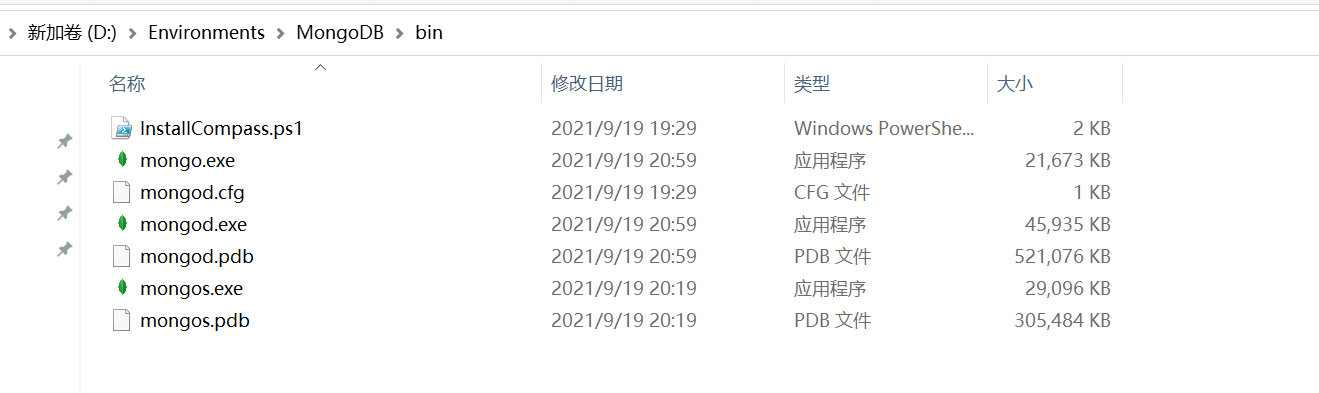 新加卷 (D:) > Environments > MongoDB > bin
名称 修改日期 类型 大小
InstallCompass.ps1 2021/9/19 19:29 Windows PowerShe... 2 KB
mongo.exe 2021/9/19 20:59 应用程序 21,673 KB
mongod.cfg 2021/9/19 19:29 CFG 文件 1 KB
mongod.exe 2021/9/19 20:59 应用程序 45,935 KB
mongod.pdb 2021/9/19 20:59 PDB 文件 521,076 KB
mongos.exe 2021/9/19 20:19 应用程序 29,096 KB
mongos.pdb 2021/9/19 20:19 PDB 文件 305,484 KB